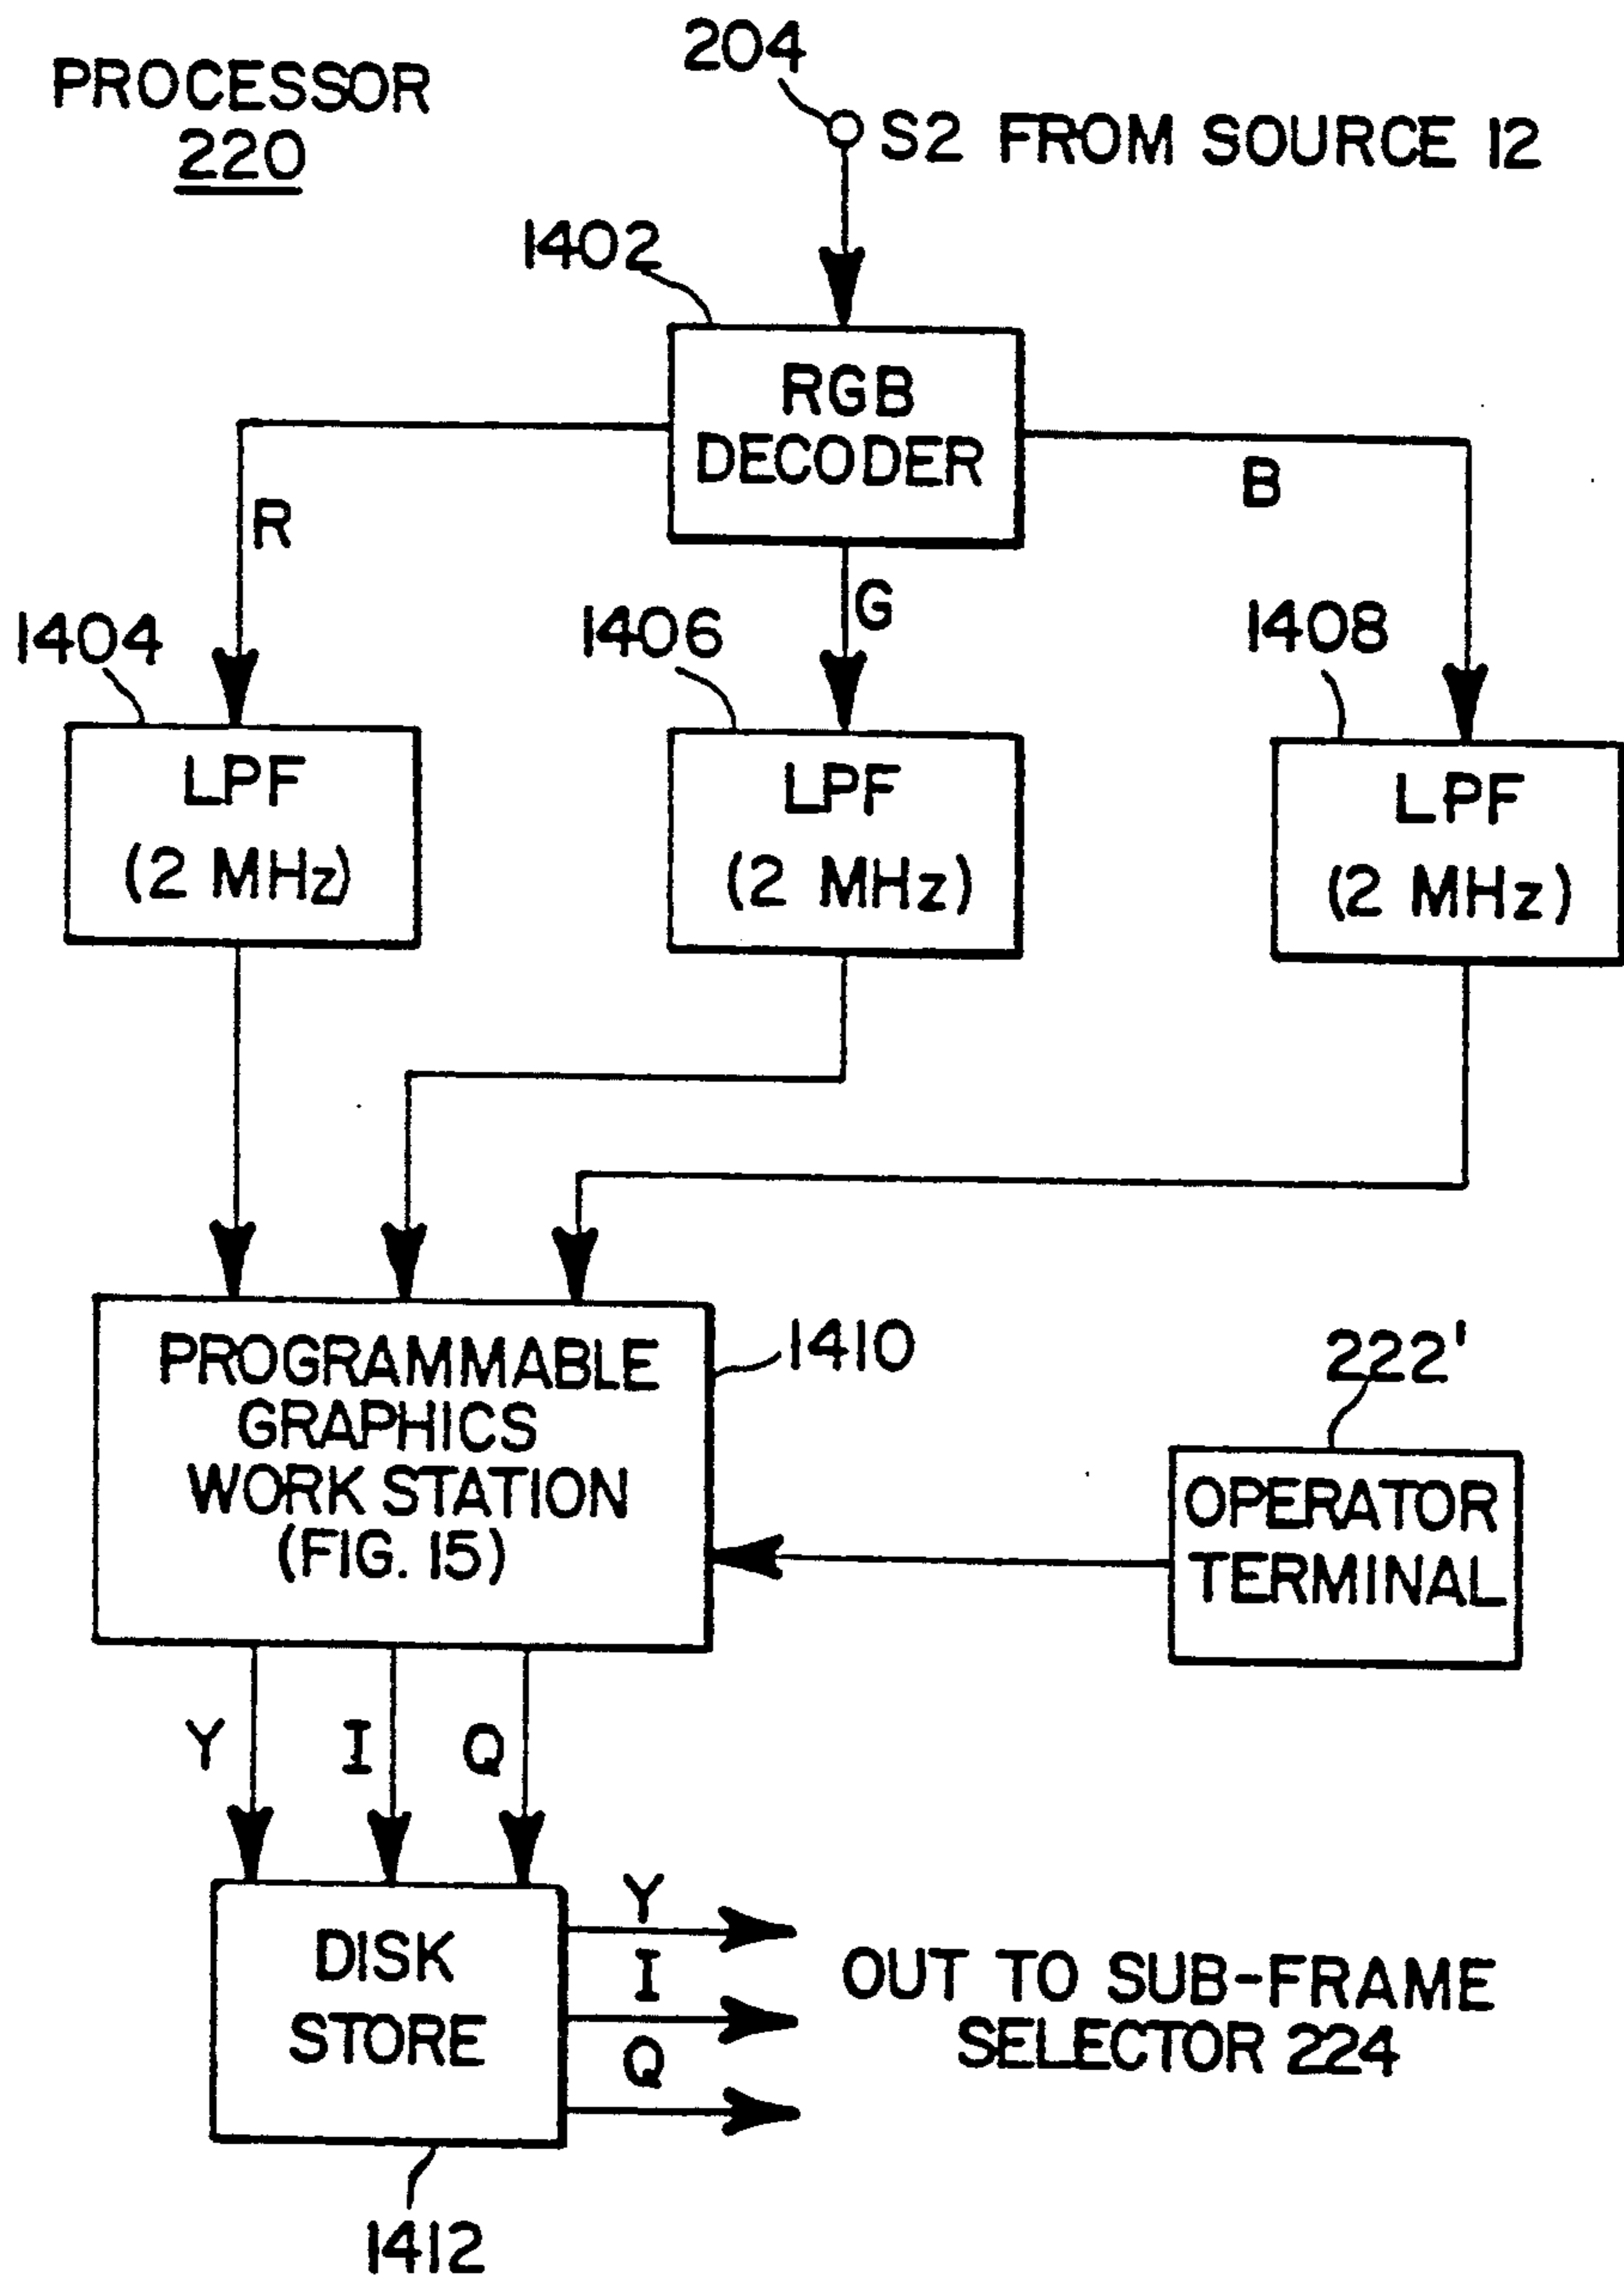 PROCESSOR
220
204
S2 FROM SOURCE 12
1402
RGB
DECODER
R
G
B
1404
1406
1408
LPF
(2 MHz)
LPF
(2 MHz)
LPF
(2 MHz)
PROGRAMMABLE
GRAPHICS
WORK STATION
(FIG. 15)
1410
222'
OPERATOR
TERMINAL
Y
I
Q
DISK
STORE
Y
I
Q
OUT TO SUB-FRAME
SELECTOR 224
1412